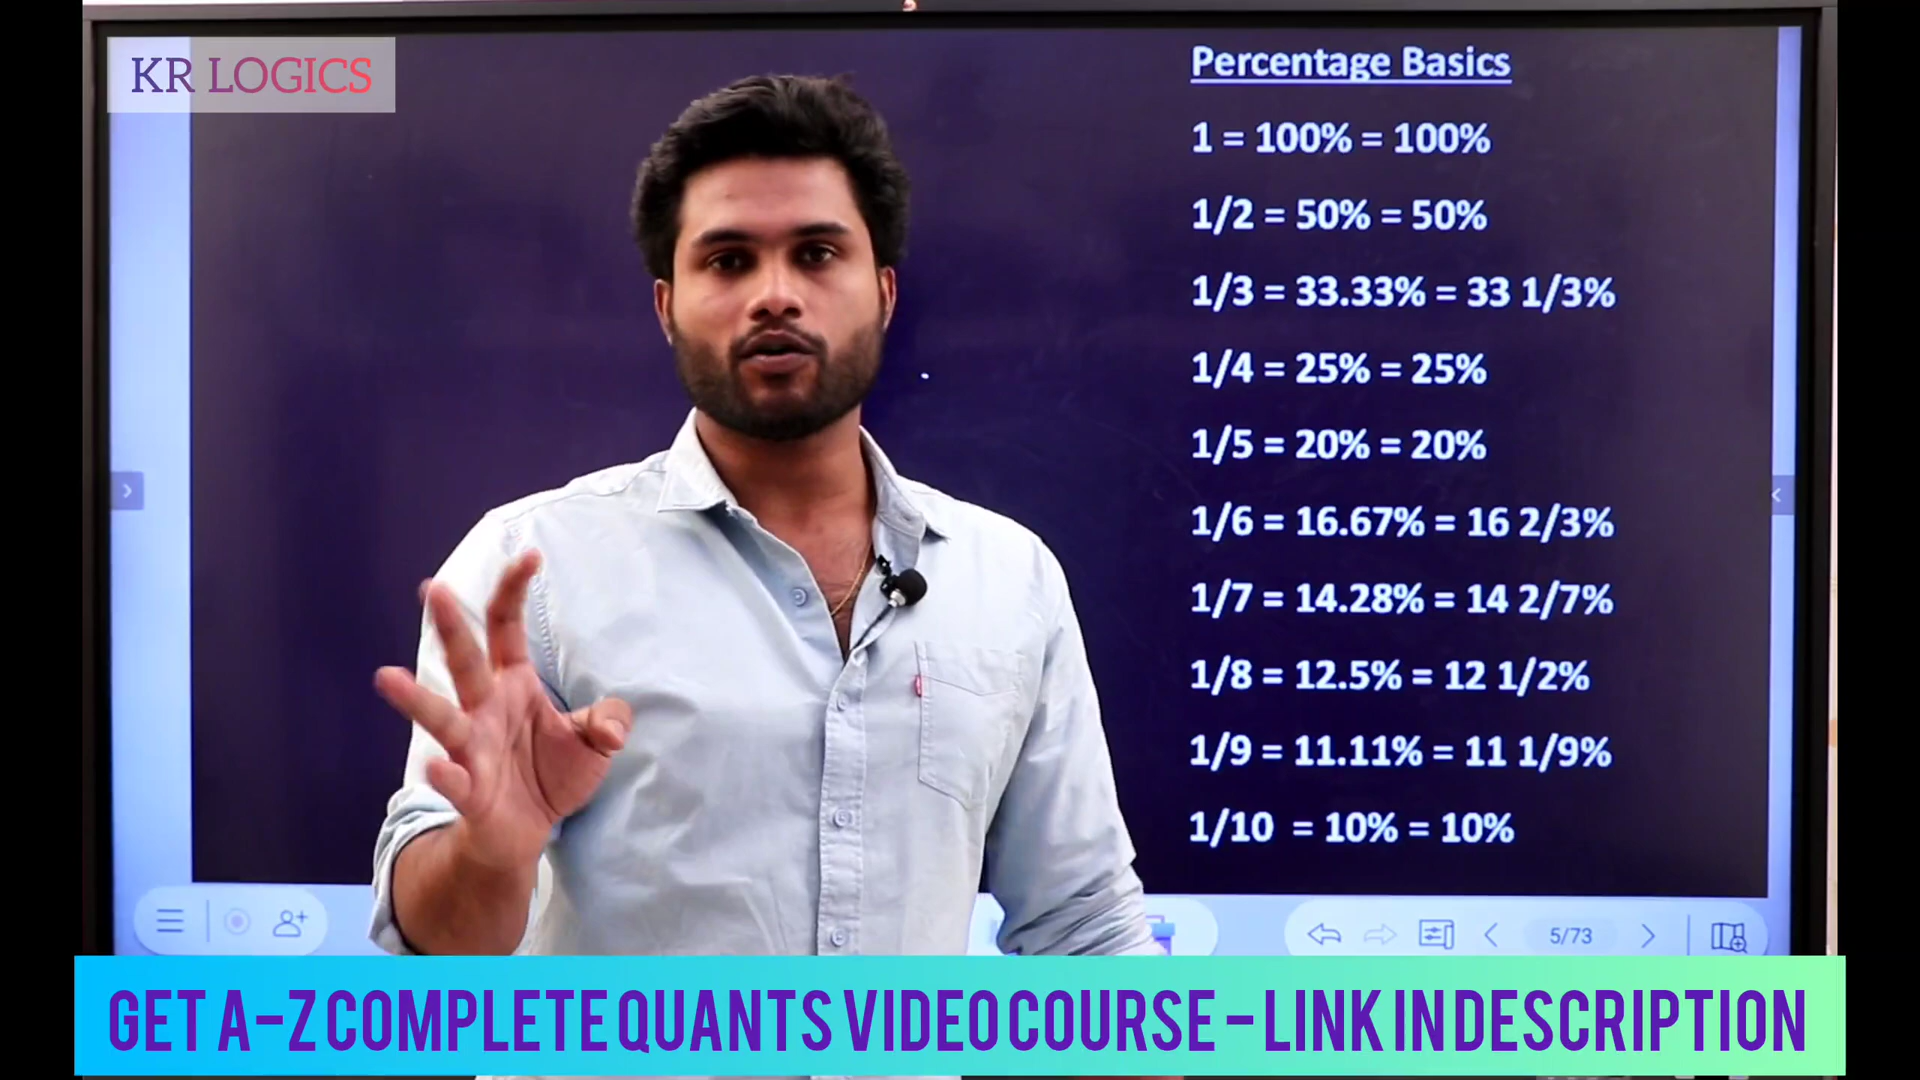 KR LOGICS
Percentage Basics
1 = 100% = 100%
1/2 = 50% = 50%
1/3 = 33.33% = 33 1/3%
1/4 = 25% = 25%
1/5 = 20% = 20%
1/6 = 16.67% = 16 2/3%
1/7 = 14.28% = 14 2/7%
1/8 = 12.5% = 12 1/2%
1/9 = 11.11% = 11 1/9%
1/10 = 10% = 10%
5/73
GET A-Z COMPLETE QUANTS VIDEO COURSE - LINK IN DESCRIPTION